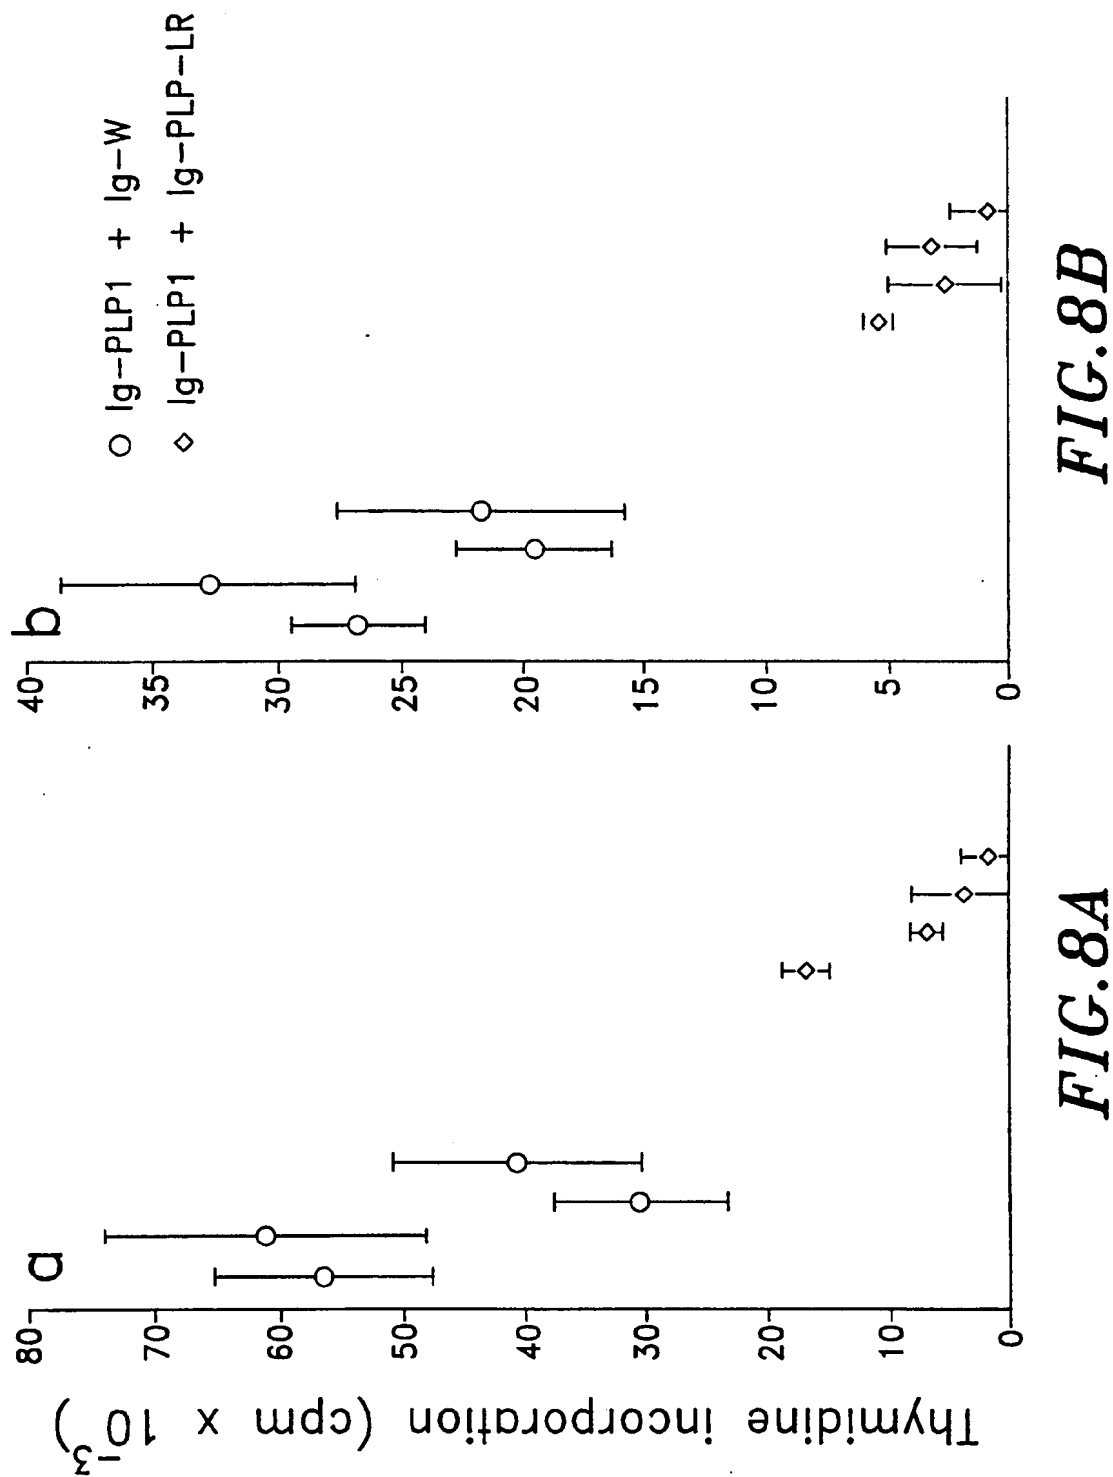 Thymidine incorporation (cpm x 10⁻³)
a
80
70
60
50
40
30
20
10
0
FIG.8A
b
40
35
30
25
20
15
10
5
0
Ig-PLP1 + Ig-W
Ig-PLP1 + Ig-PLP-LR
FIG.8B